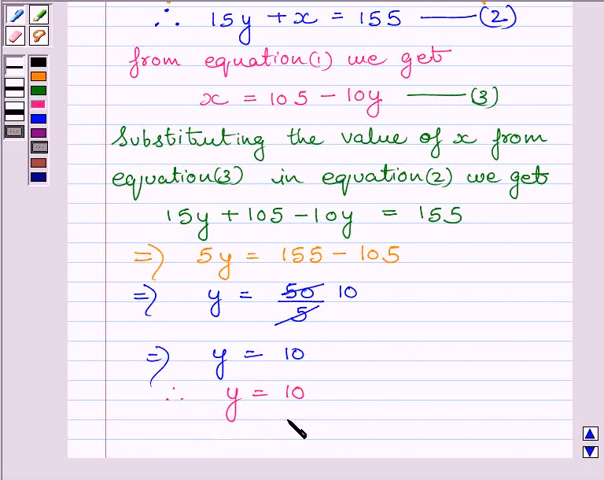 ∴ 15y + x = 155 —— (2)
from equation(1) we get
x = 105 - 10y —— (3)
Substituting the value of x from
equation(3) in equation(2) we get
15y + 105 - 10y = 155
⇒ 5y = 155 - 105
⇒ y = 50/5 10
⇒ y = 10
∴ y = 10